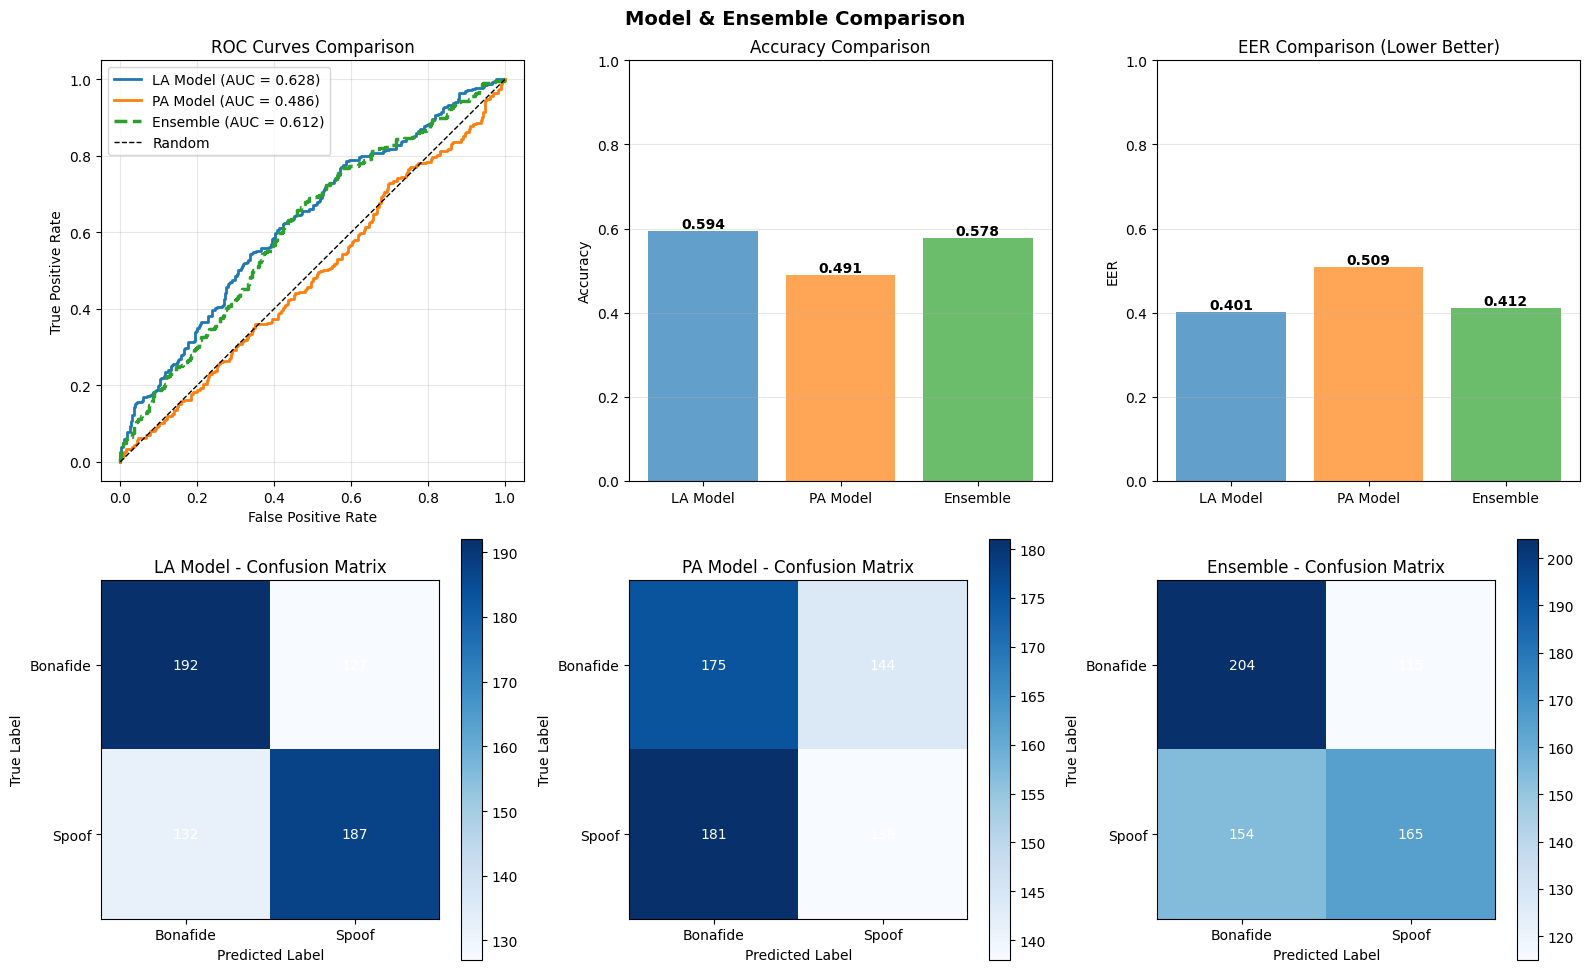 Model & Ensemble Comparison
ROC Curves Comparison
LA Model (AUC = 0.628)
PA Model (AUC = 0.486)
Ensemble (AUC = 0.612)
Random
1.0
0.8
0.6
0.4
0.2
0.0
True Positive Rate
0.0 0.2 0.4 0.6 0.8 1.0
False Positive Rate
Accuracy Comparison
1.0
0.8
0.6
0.4
0.2
0.0
Accuracy
0.594
0.491
0.578
LA Model PA Model Ensemble
EER Comparison (Lower Better)
1.0
0.8
0.6
0.4
0.2
0.0
EER
0.401
0.509
0.412
LA Model PA Model Ensemble
LA Model - Confusion Matrix
True Label
Bonafide
192
Spoof
132 187
Bonafide Spoof
Predicted Label
190
180
170
160
150
140
130
PA Model - Confusion Matrix
True Label
Bonafide
175 144
Spoof
181
Bonafide Spoof
Predicted Label
180
175
170
165
160
155
150
145
140
Ensemble - Confusion Matrix
True Label
Bonafide
204
Spoof
154 165
Bonafide Spoof
Predicted Label
200
190
180
170
160
150
140
130
120